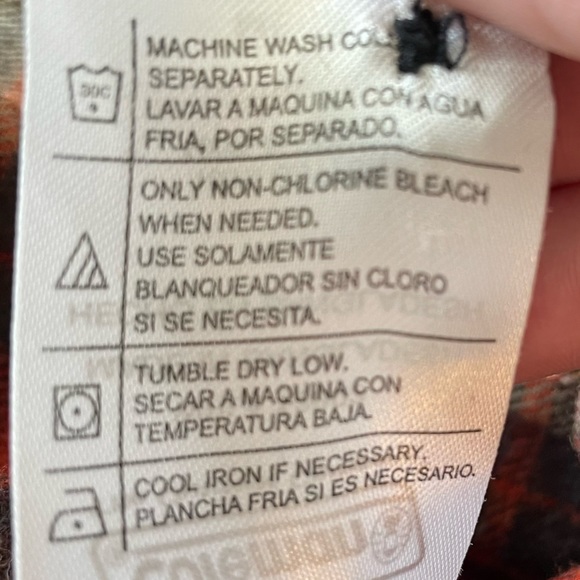 MACHINE WASH
SEPARATELY.
LAVAR A MAQUINA CON AGUA
FRIA, POR SEPARADO.
30C
ONLY NON-CHLORINE BLEACH
WHEN NEEDED.
USE SOLAMENTE
BLANQUEADOR SIN CLORO
SI SE NECESITA.
TUMBLE DRY LOW.
SECAR A MAQUINA CON
TEMPERATURA BAJA.
COOL IRON IF NECESSARY.
PLANCHA FRIA SI ES NECESARIO.